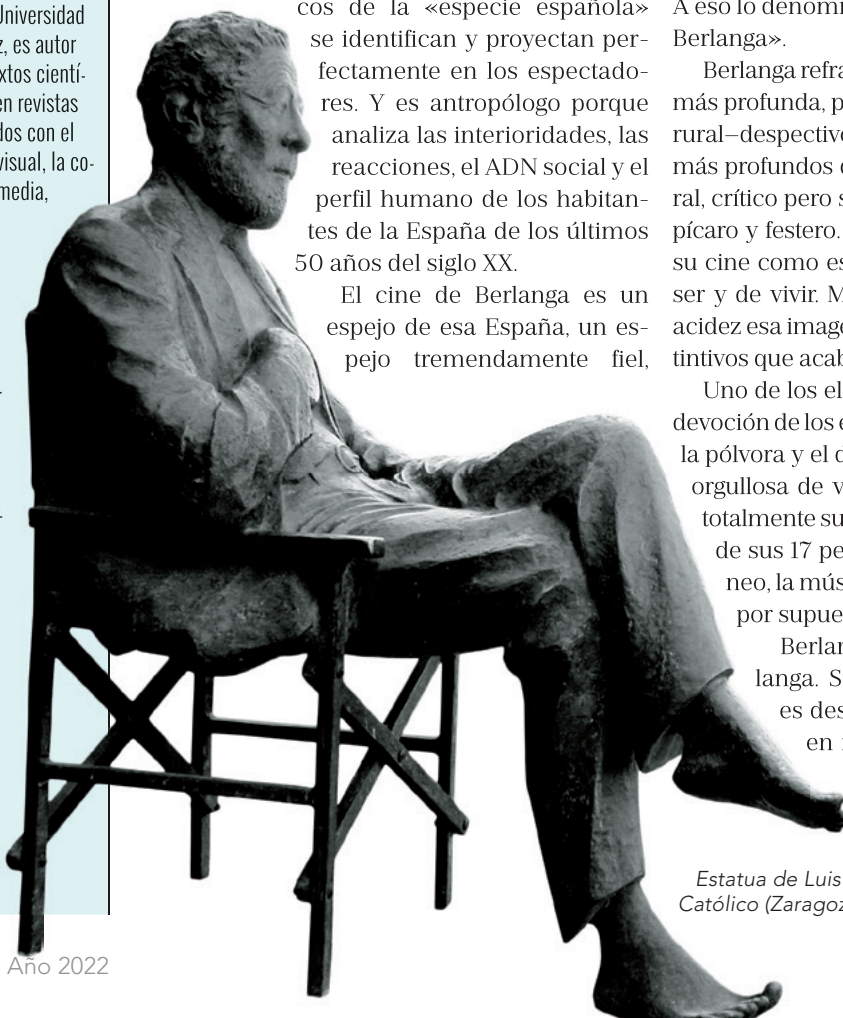 Universidad
z, es autor
xtos cientí-
en revistas
dos con el
visual, la co-
media,
Año 2022
cos de la «especie española»
se identifican y proyectan per-
fectamente en los espectado-
res. Y es antropólogo porque
analiza las interioridades, las
reacciones, el ADN social y el
perfil humano de los habitan-
tes de la España de los últimos
50 años del siglo XX.
El cine de Berlanga es un
espejo de esa España, un es-
pejo tremendamente fiel,
A eso lo denomi
Berlanga».
Berlanga refra
más profunda, p
rural–despectivo
más profundos d
ral, crítico pero s
pícaro y festero.
su cine como es
ser y de vivir. M
acidez esa image
tintivos que acab
Uno de los el
devoción de los e
la pólvora y el d
orgullosa de v
totalmente su
de sus 17 pe
neo, la mús
por supue
Berlan
langa. S
es des
en
Estatua de Luis
Católico (Zaragoz